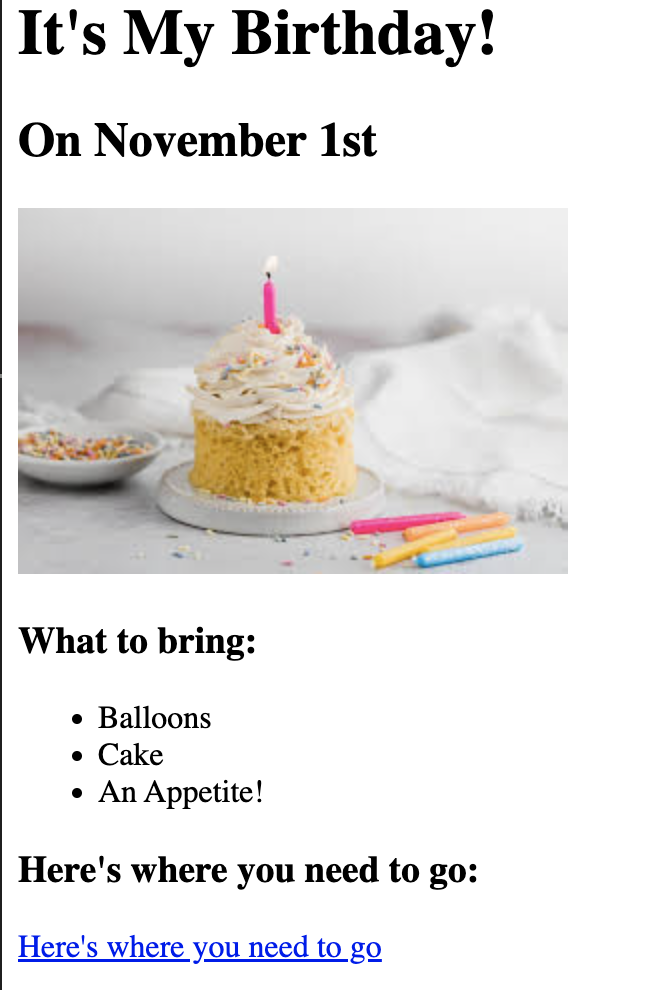 It's My Birthday!
On November 1st
What to bring:
Balloons
Cake
An Appetite!
Here's where you need to go:
Here's where you need to go